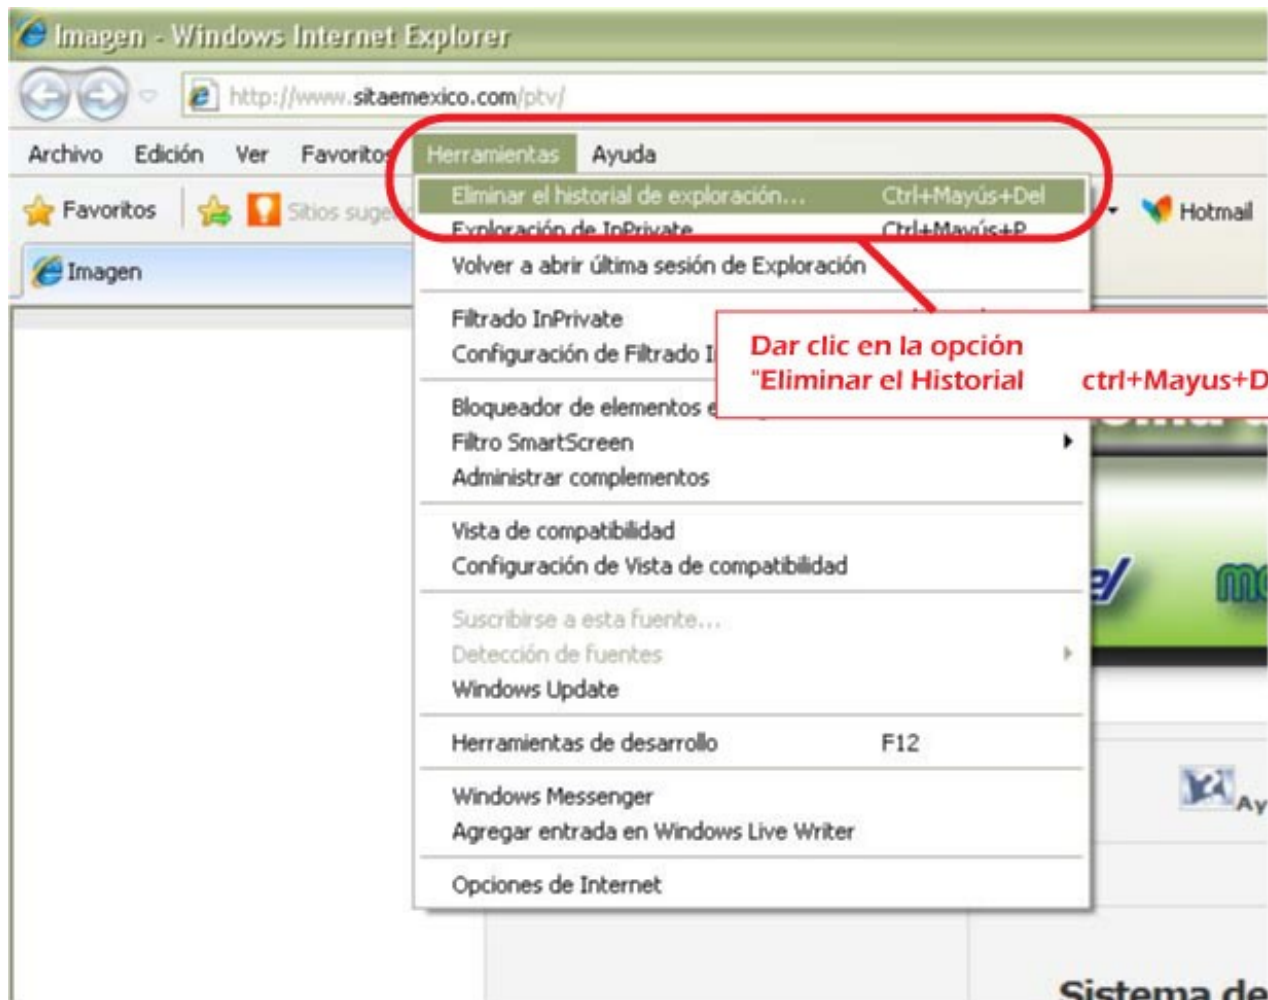 Imagen - Windows Internet Explorer
http://www.sitaemexico.com/ptv/
Archivo Edición Ver Favoritos Herramientas Ayuda
Favoritos Sitios Hotmail
Imagen
Eliminar el historial de exploración... Ctrl+Mayús+Del
Exploración de InPrivate Ctrl+Mayús+P
Volver a abrir última sesión de Exploración
Filtrado InPrivate
Configuración de Filtrado
Dar clic en la opción
"Eliminar el Historial ctrl+Mayus+D
Bloqueador de elementos
Filtro SmartScreen
Administrar complementos
Vista de compatibilidad
Configuración de Vista de compatibilidad
Suscribirse a esta fuente...
Detección de fuentes
Windows Update
Herramientas de desarrollo F12
Windows Messenger
Agregar entrada en Windows Live Writer
Opciones de Internet
Sistema de